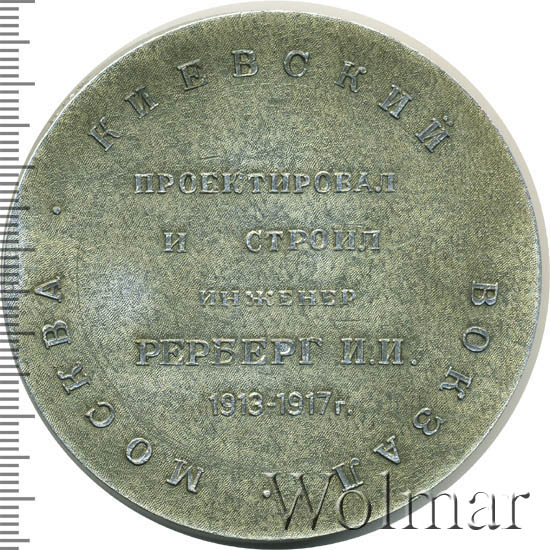 МОСКВА. КИЕВСКИЙ ВОКЗАЛ.
ПРОЕКТИРОВАЛ
И СТРОИЛ
ИНЖЕНЕР
РЕРБЕРГ И.И.
1913-1917г.
Wolmar